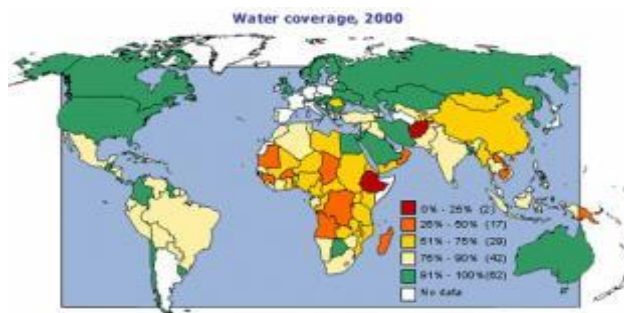 Water coverage, 2000
0% - 25% (2)
26% - 50% (17)
51% - 75% (29)
76% - 90% (42)
91% - 100%(52)
No data